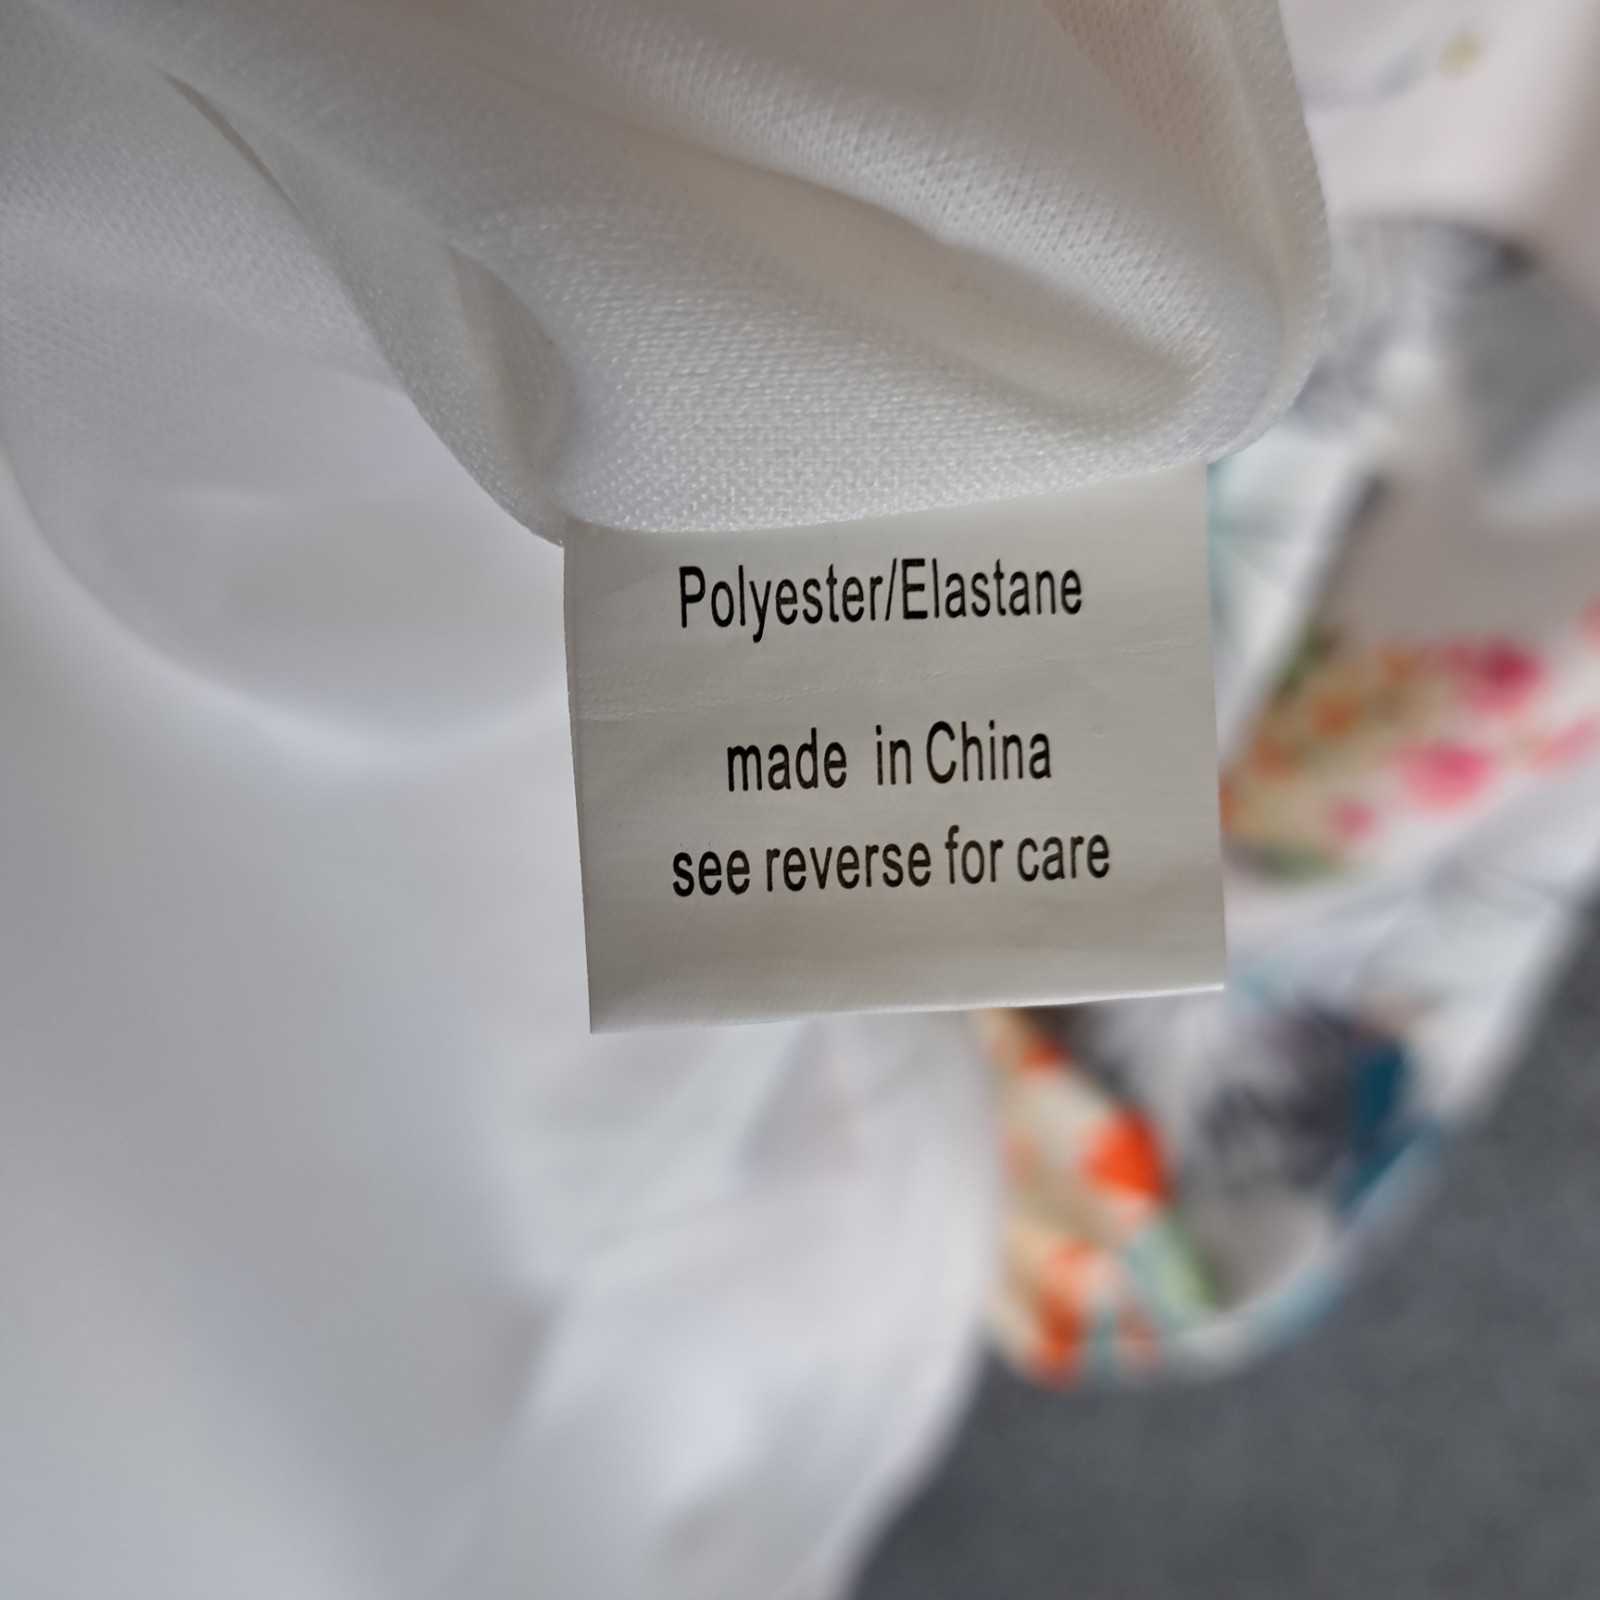 Polyester/Elastane
made in China
see reverse for care